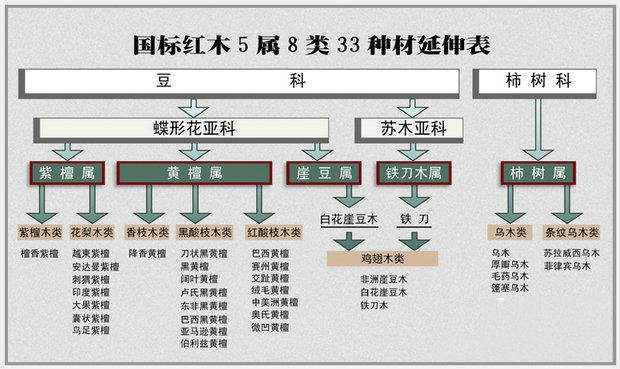 国标红木5属8类33种材延伸表
豆 科
柿树科
蝶形花亚科
苏木亚科
紫檀属
黄檀属
崖豆属
铁刀木属
柿树属
白花崖豆木
铁刀
紫檀木类
花梨木类
香枝木类
黑酸枝木类
红酸枝木类
鸡翅木类
乌木类
条纹乌木类
檀香紫檀
越柬紫檀
安达曼紫檀
刺猬紫檀
印度紫檀
大果紫檀
囊状紫檀
鸟足紫檀
降香黄檀
刀状黑黄檀
黑黄檀
阔叶黄檀
卢氏黑黄檀
东非黑黄檀
巴西黑黄檀
亚马逊黄檀
伯利兹黄檀
巴西黄檀
赛州黄檀
交趾黄檀
绒毛黄檀
中美洲黄檀
奥氏黄檀
微凹黄檀
非洲崖豆木
白花崖豆木
铁刀木
乌木
厚瓣乌木
毛药乌木
蓬塞乌木
苏拉威西乌木
菲律宾乌木